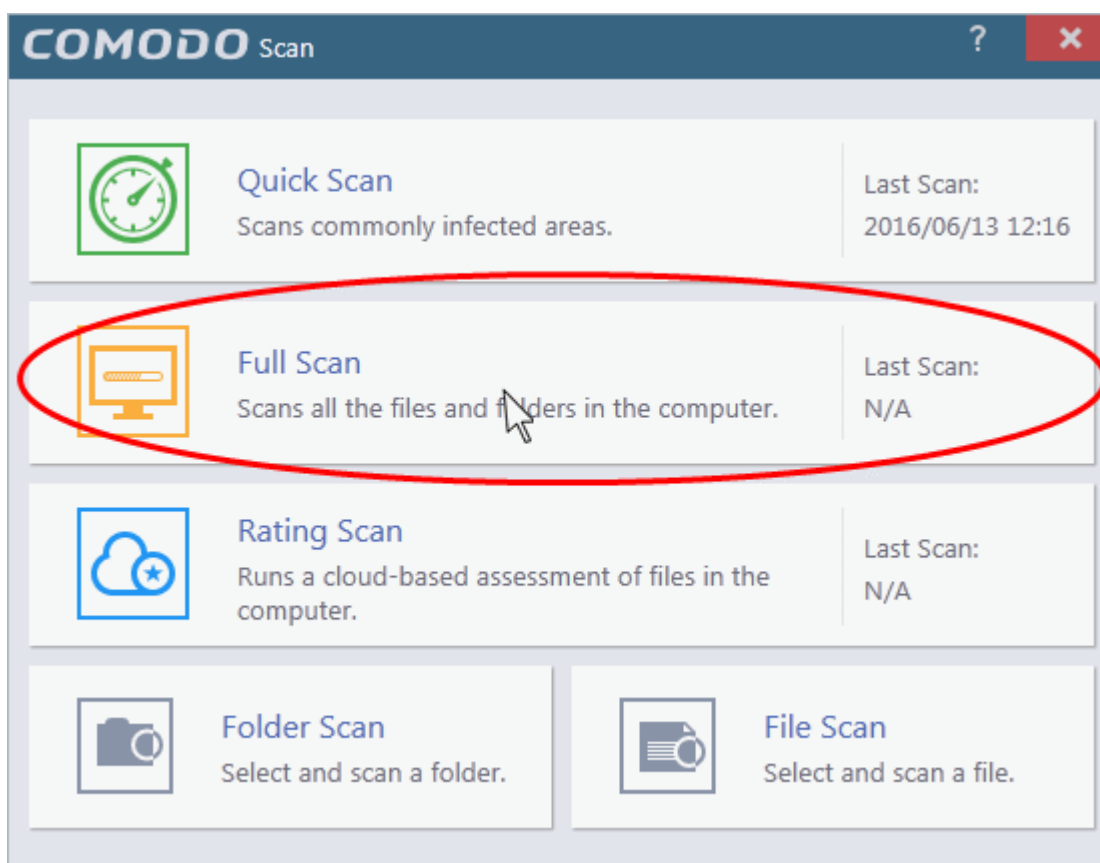 COMODO Scan ?
Quick Scan
Scans commonly infected areas.
Last Scan:
2016/06/13 12:16
Full Scan
Scans all the files and folders in the computer.
Last Scan:
N/A
Rating Scan
Runs a cloud-based assessment of files in the
computer.
Last Scan:
N/A
Folder Scan
Select and scan a folder.
File Scan
Select and scan a file.